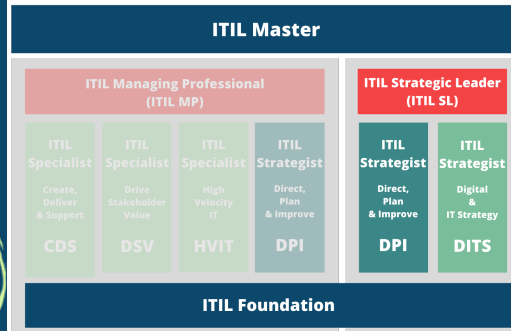 ITIL Master
ITIL Managing Professional
(ITIL MP)
ITIL Strategic Leader
(ITIL SL)
ITIL
Specialist
Create,
Deliver
& Support
CDS
ITIL
Specialist
Drive
Stakeholder
Value
DSV
ITIL
Specialist
High
Velocity
IT
HVIT
ITIL
Strategist
Direct,
Plan
& Improve
DPI
ITIL
Strategist
Direct,
Plan
& Improve
DPI
ITIL
Strategist
Digital
&
IT Strategy
DITS
ITIL Foundation